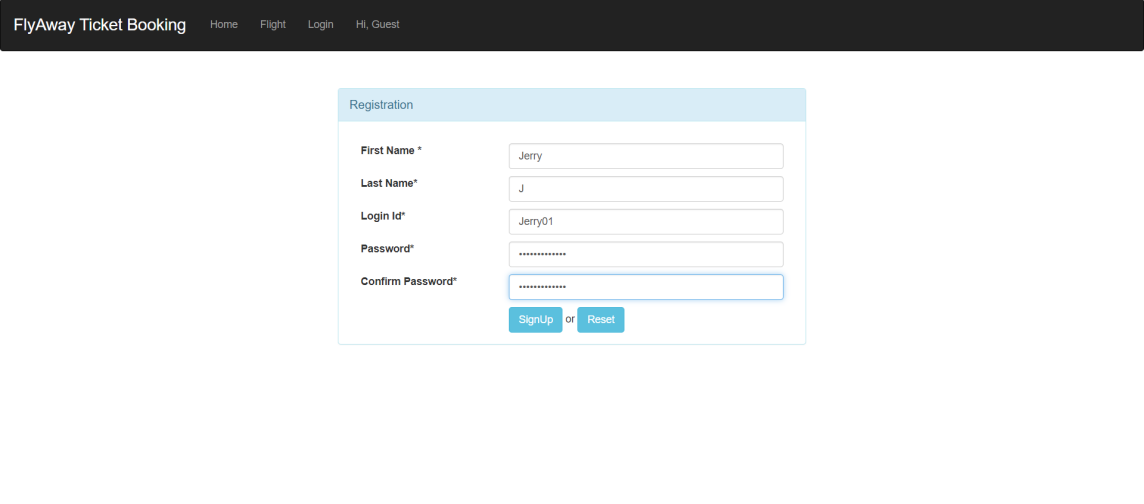 FlyAway Ticket Booking Home Flight Login Hi, Guest
Registration
First Name * Jerry
Last Name* J
Login Id* Jerry01
Password* •••••••••••••
Confirm Password* •••••••••••••
SignUp or Reset